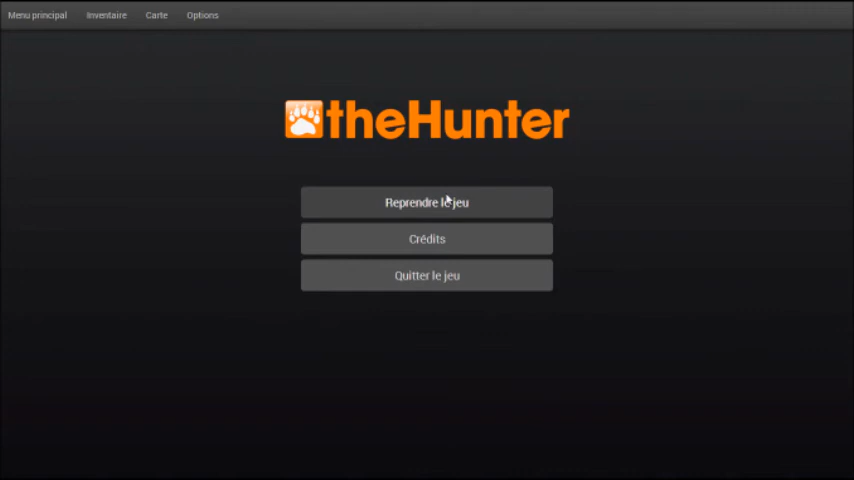 Menu principal Inventaire Carte Options
theHunter
Reprendre le jeu
Crédits
Quitter le jeu